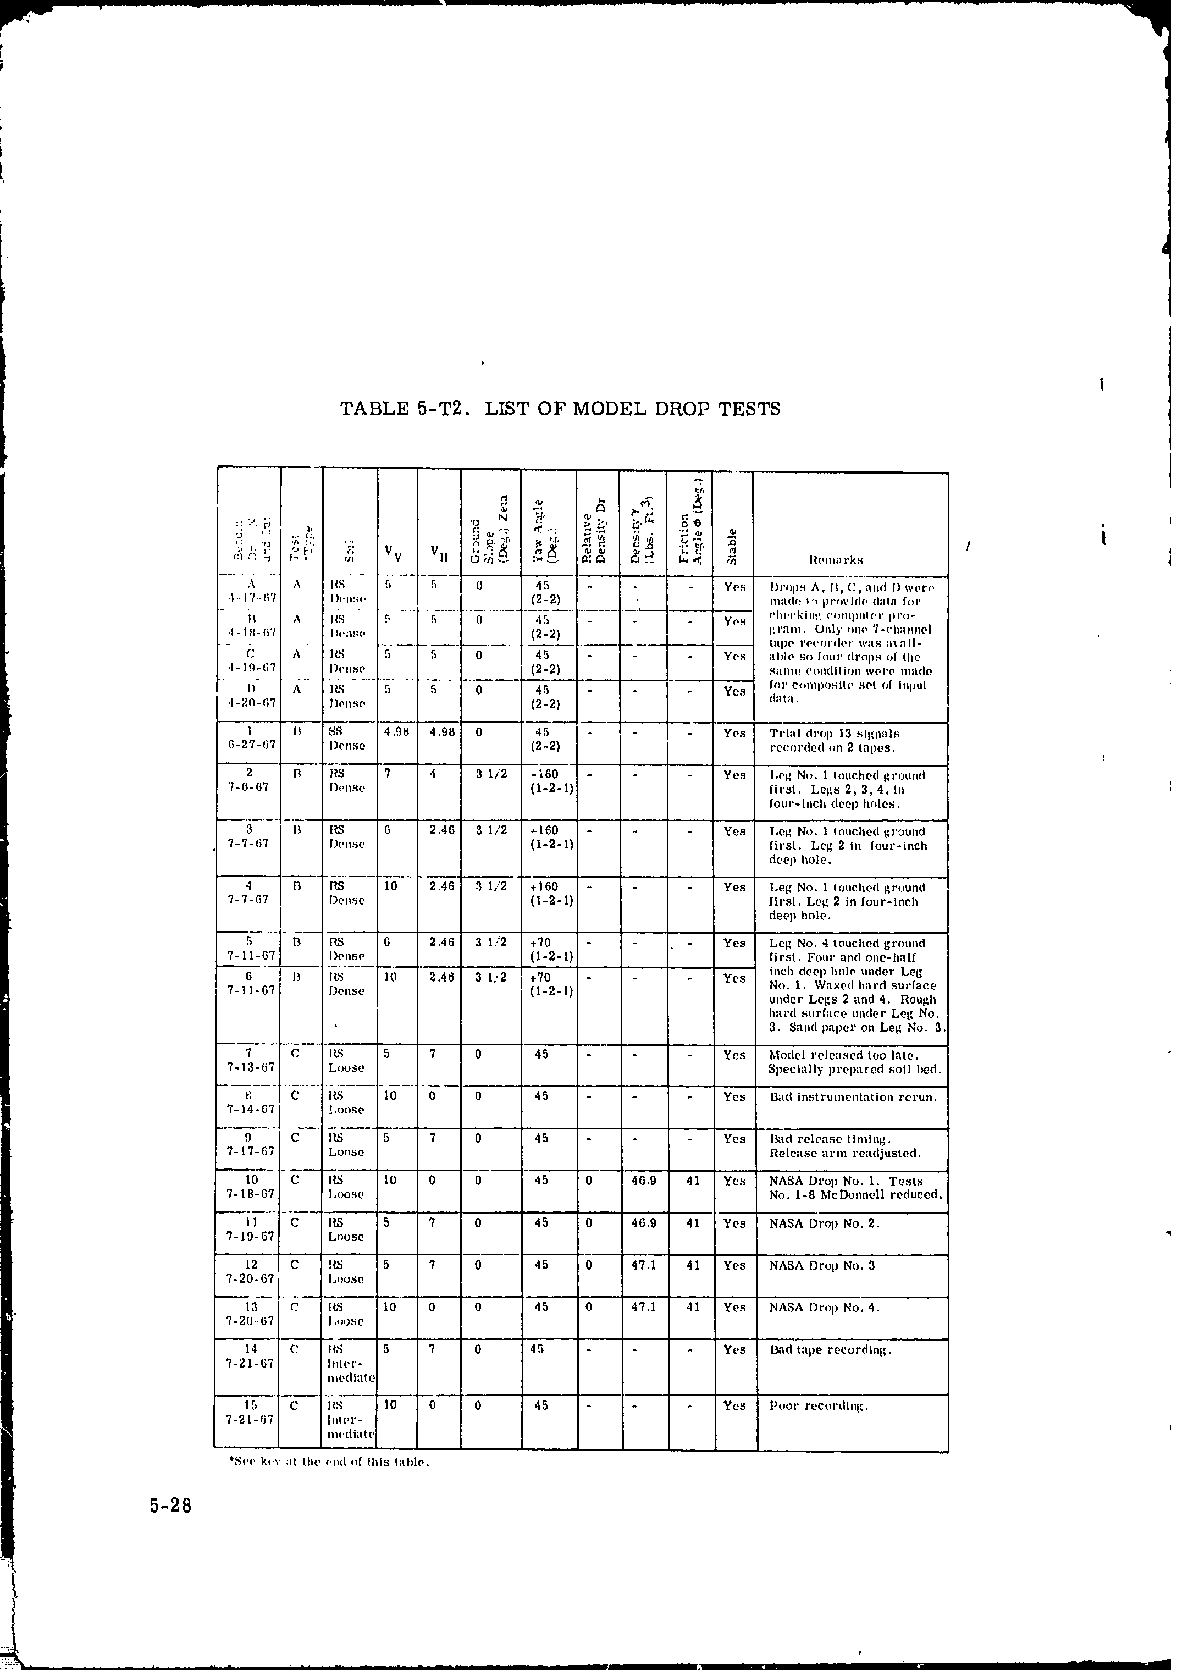 TABLE 5-T2. LIST OF MODEL DROP TESTS
Test Type Soil V_V V_H Ground Slope (Deg.) Zeta Yaw Angle (Deg.) Relative Density Dr Density γ (Lbs. Ft.3) Friction Angle Φ (Deg.) Stable Remarks
A A RS 5 5 0 45 - - - Yes Drops A, B, C, and D were
4-17-67 Dense (2-2) made to provide data for
B A RS 5 5 0 45 - - - Yes checking computer pro-
4-18-67 Dense (2-2) gram. Only one 7-channel
tape recorder was avail-
C A RS 5 5 0 45 - - - Yes able so four drops of the
4-19-67 Dense (2-2) same condition were made
D A RS 5 5 0 45 - - - Yes for composite set of input
4-20-67 Dense (2-2) data.
1 B SS 4.98 4.98 0 45 - - - Yes Trial drop 13 signals
6-27-67 Dense (2-2) recorded on 2 tapes.
2 B RS 7 4 3 1/2 -160 - - - Yes Leg No. 1 touched ground
7-6-67 Dense (1-2-1) first. Legs 2, 3, 4, in
four-inch deep holes.
3 B RS 6 2.46 3 1/2 +160 - - - Yes Leg No. 1 touched ground
7-7-67 Dense (1-2-1) first. Leg 2 in four-inch
deep hole.
4 B RS 10 2.46 3 1/2 +160 - - - Yes Leg No. 1 touched ground
7-7-67 Dense (1-2-1) first. Leg 2 in four-inch
deep hole.
5 B RS 6 2.46 3 1/2 +70 - - - Yes Leg No. 4 touched ground
7-11-67 Dense (1-2-1) first. Four and one-half
6 B RS 10 2.46 3 1/2 +70 - - - Yes inch deep hole under Leg
7-11-67 Dense (1-2-1) No. 1. Waxed hard surface
under Legs 2 and 4. Rough
hard surface under Leg No.
3. Sand paper on Leg No. 3.
7 C RS 5 7 0 45 - - - Yes Model released too late.
7-13-67 Loose Specially prepared soil bed.
8 C RS 10 0 0 45 - - - Yes Bad instrumentation rerun.
7-14-67 Loose
9 C RS 5 7 0 45 - - - Yes Bad release timing.
7-17-67 Loose Release arm readjusted.
10 C RS 10 0 0 45 0 46.9 41 Yes NASA Drop No. 1. Tests
7-18-67 Loose No. 1-8 McDonnell reduced.
11 C RS 5 7 0 45 0 46.9 41 Yes NASA Drop No. 2.
7-19-67 Loose
12 C RS 5 7 0 45 0 47.1 41 Yes NASA Drop No. 3
7-20-67 Loose
13 C RS 10 0 0 45 0 47.1 41 Yes NASA Drop No. 4.
7-20-67 Loose
14 C RS 5 7 0 45 - - - Yes Bad tape recording.
7-21-67 Inter-
mediate
15 C RS 10 0 0 45 - - - Yes Poor recording.
7-21-67 Inter-
mediate
*See key at the end of this table.
5-28